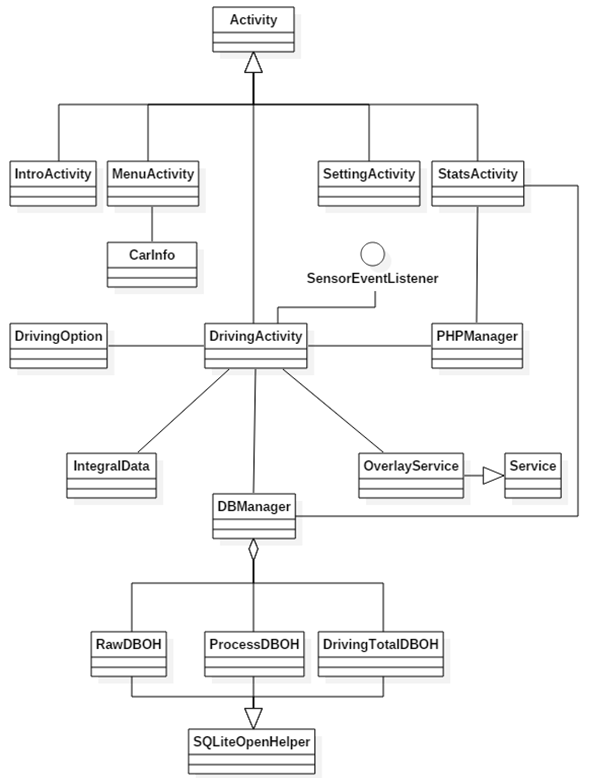 Activity
IntroActivity
MenuActivity
SettingActivity
StatsActivity
CarInfo
SensorEventListener
DrivingOption
DrivingActivity
PHPManager
IntegralData
OverlayService
Service
DBManager
RawDBOH
ProcessDBOH
DrivingTotalDBOH
SQLiteOpenHelper